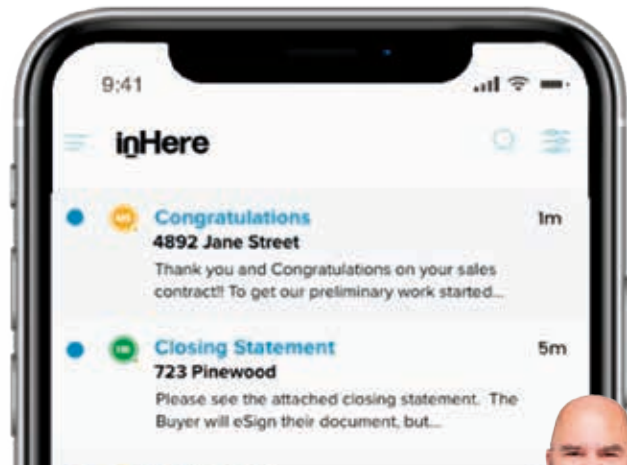 9:41
inHere
Congratulations 1m
4892 Jane Street
Thank you and Congratulations on your sales
contract!! To get our preliminary work started...
Closing Statement 5m
723 Pinewood
Please see the attached closing statement. The
Buyer will eSign their document, but...